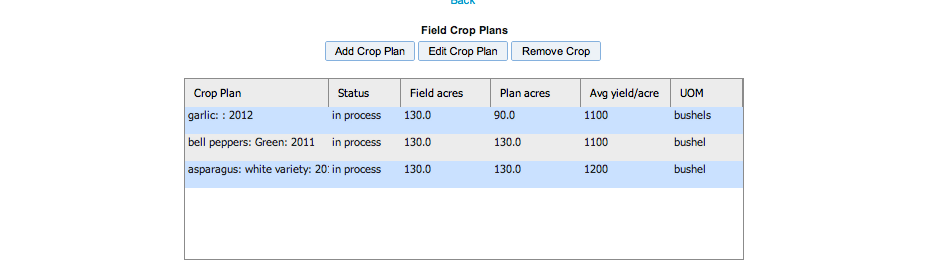 Back
Field Crop Plans
Add Crop Plan Edit Crop Plan Remove Crop
Crop Plan Status Field acres Plan acres Avg yield/acre UOM
garlic: : 2012 in process 130.0 90.0 1100 bushels
bell peppers: Green: 2011 in process 130.0 130.0 1100 bushel
asparagus: white variety: 20 in process 130.0 130.0 1200 bushel